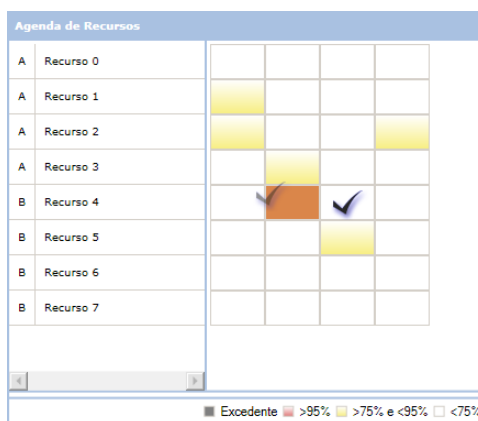 Agenda de Recursos
A Recurso 0
A Recurso 1
A Recurso 2
A Recurso 3
B Recurso 4
B Recurso 5
B Recurso 6
B Recurso 7
Excedente >95% >75% e <95% <75%